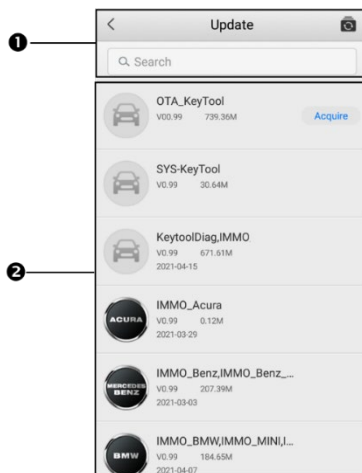 Update
❶
Search
OTA_KeyTool
V00.99 739.36M
Acquire
SYS-KeyTool
V0.99 30.64M
KeytoolDiag,IMMO
V0.99 671.61M
2021-04-15
❷
IMMO_Acura
ACURA
V0.99 0.12M
2021-03-29
IMMO_Benz,IMMO_Benz_...
MERCEDES
BENZ
V0.99 207.39M
2021-03-03
IMMO_BMW,IMMO_MINI,I...
BMW
V0.99 184.65M
2021-04-07